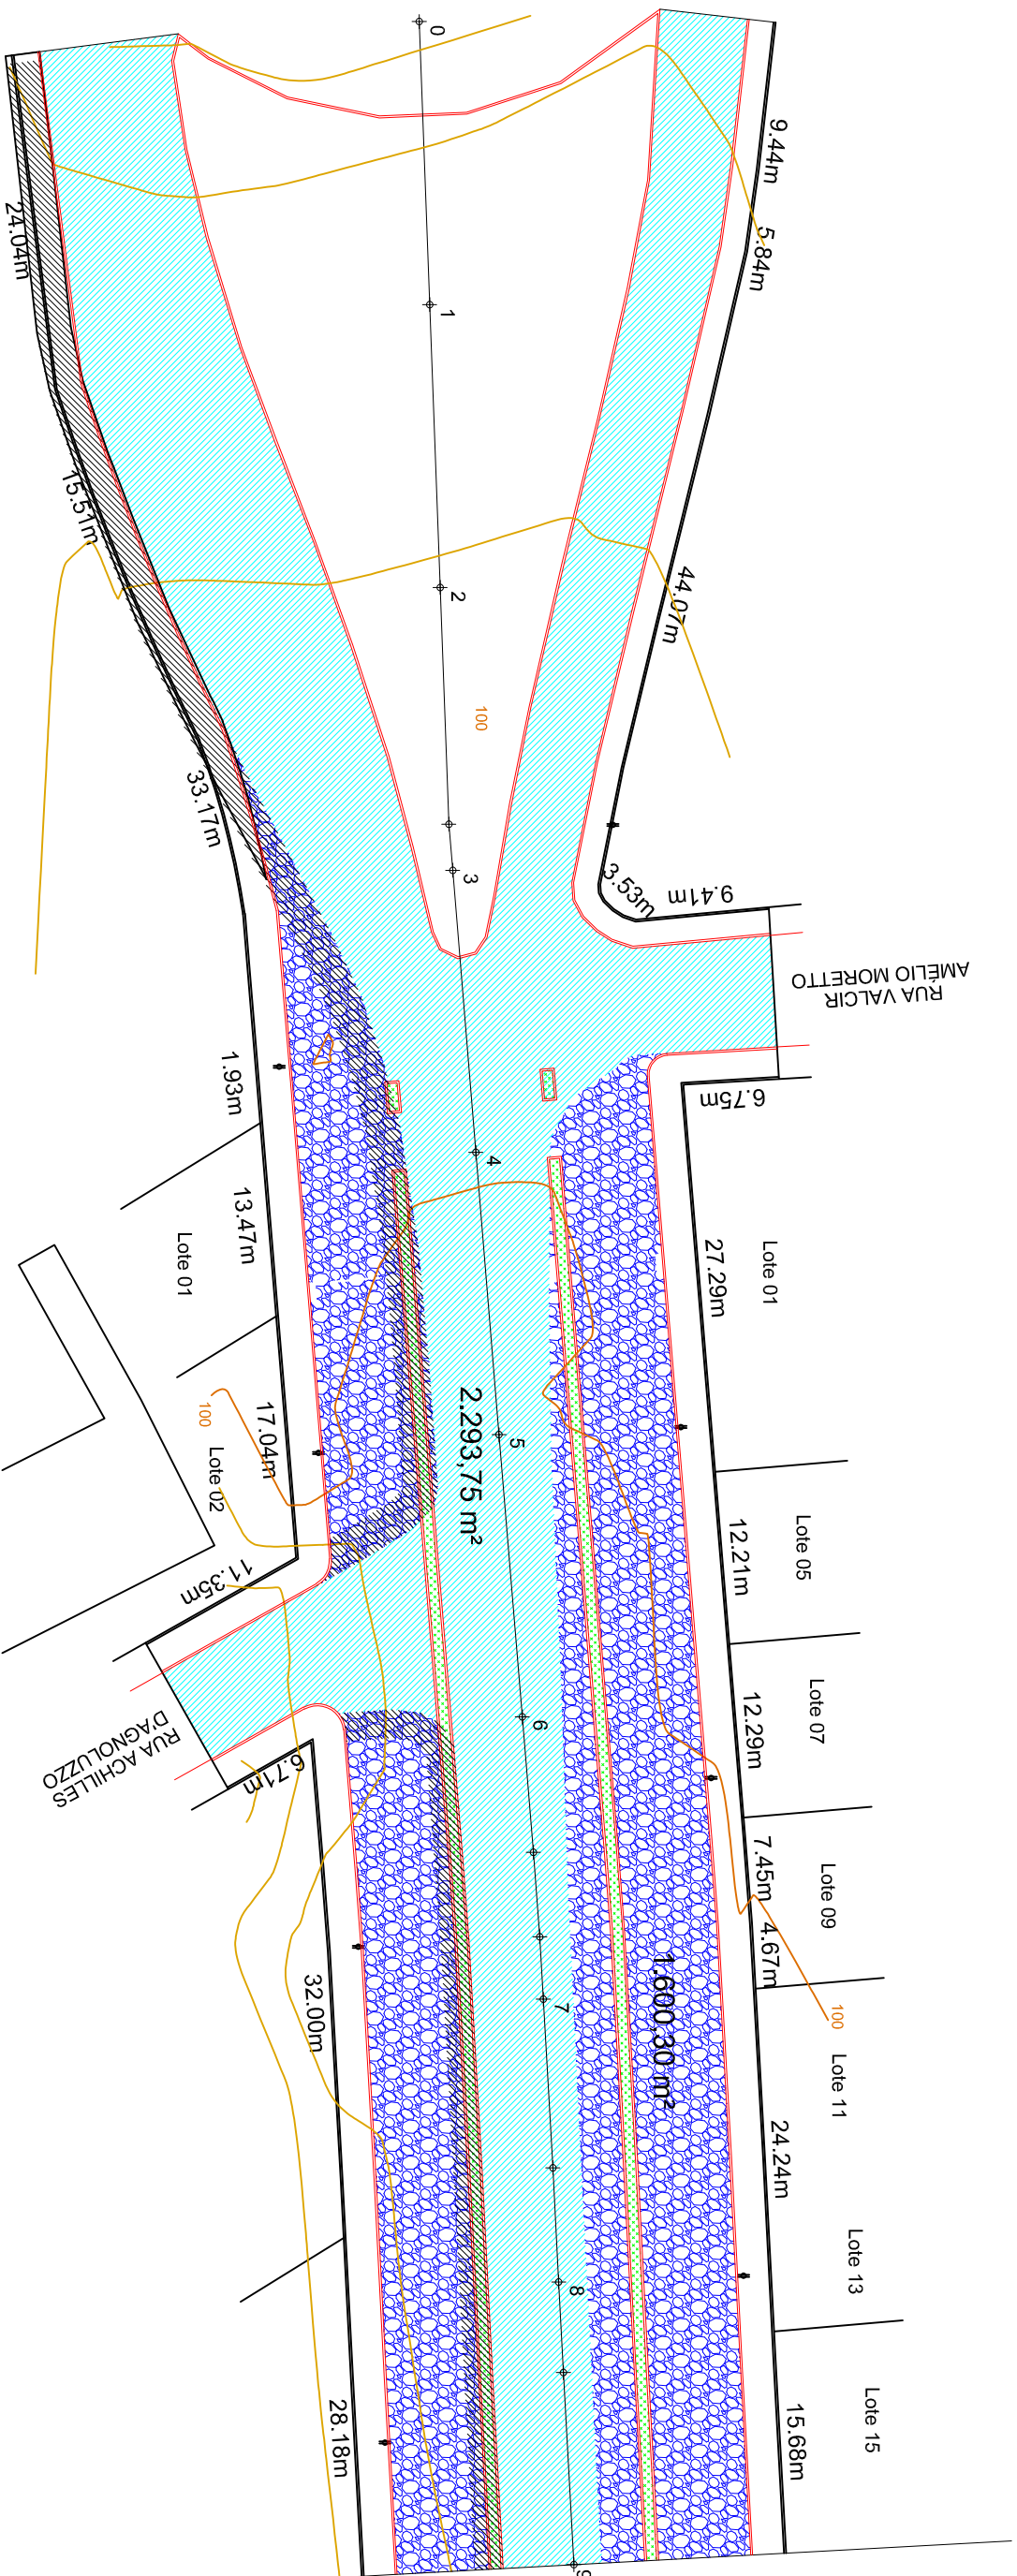 0
9.44m
5.84m
24.04m
1
15.51m
2
44.07m
100
33.17m
3
3.53m
9.41m
RUA VALCIR
AMÉLIO MORETTO
1.93m
6.75m
4
13.47m
Lote 01
27.29m
Lote 01
100
17.04m
Lote 02
2.293,75 m²
5
11.35m
12.21m
Lote 05
RUA ACHILLES
D'AGNOLUZZO
6.71m
6
12.29m
Lote 07
7.45m
Lote 09
4.67m
32.00m
7
1.600,30 m²
100
Lote 11
24.24m
8
Lote 13
28.18m
15.68m
Lote 15